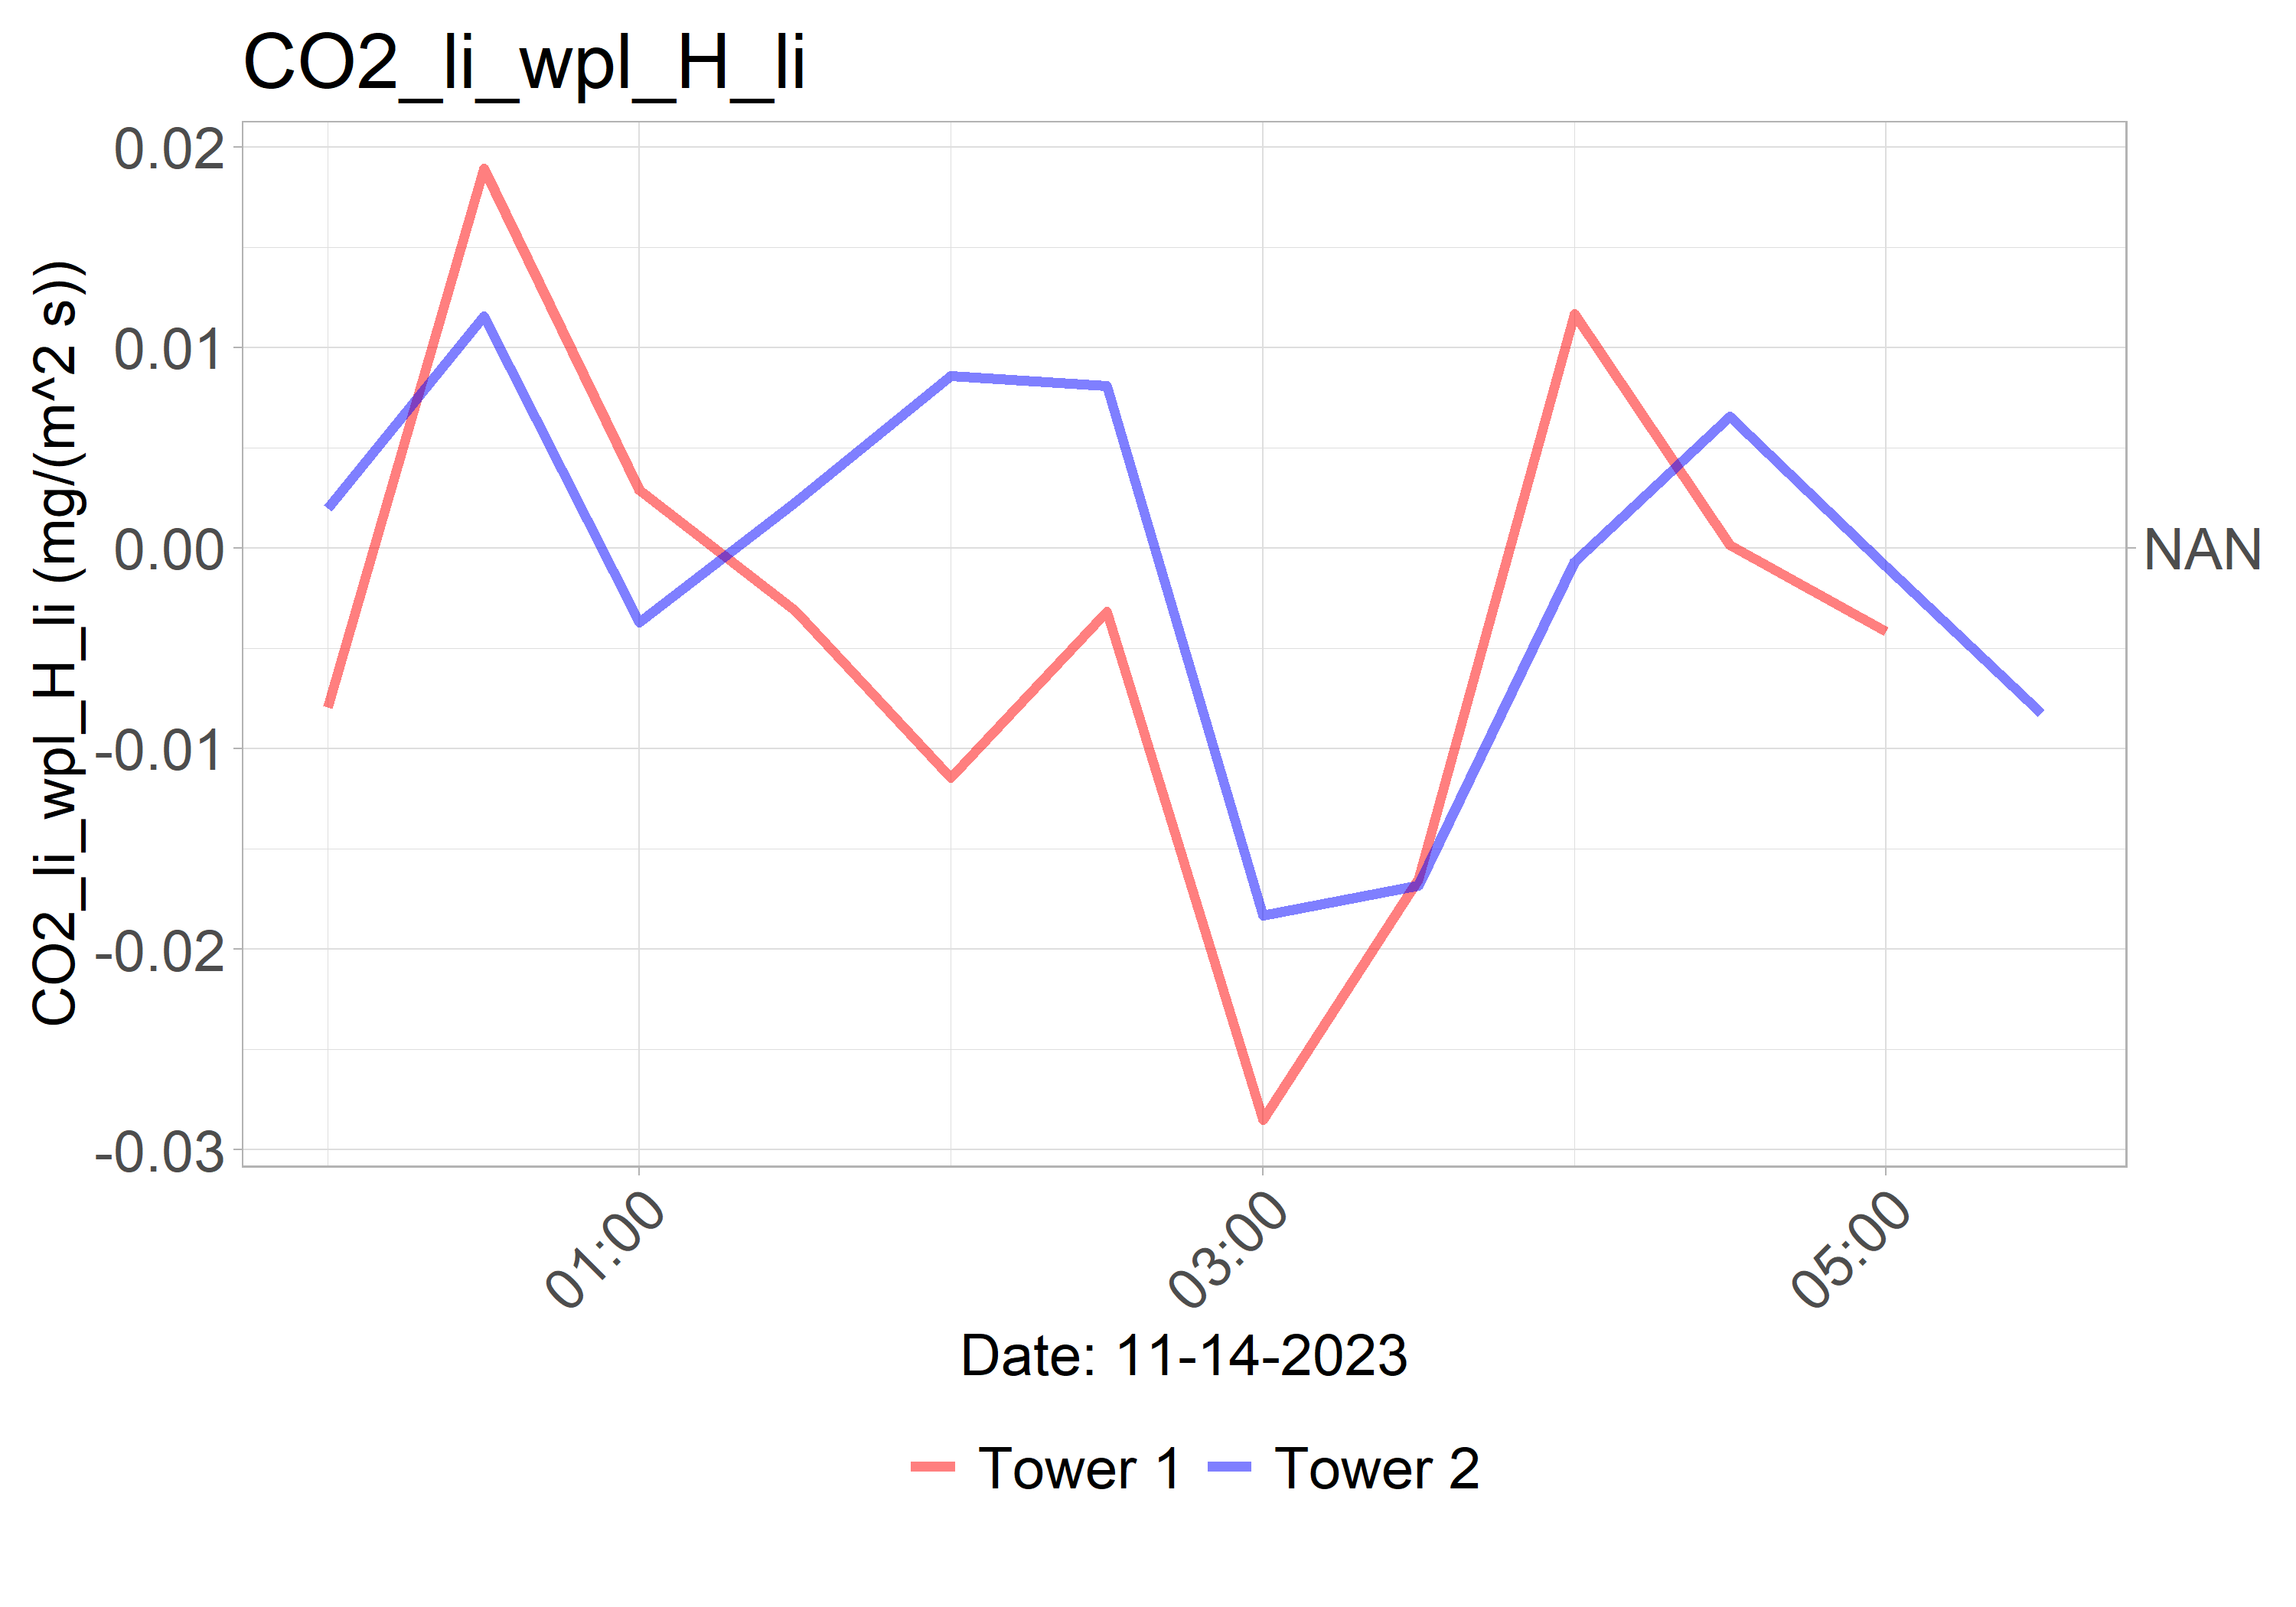 CO2_li_wpl_H_li
CO2_li_wpl_H_li (mg/(m^2 s))
0.02
0.01
0.00
-0.01
-0.02
-0.03
NAN
01:00
03:00
05:00
Date: 11-14-2023
Tower 1
Tower 2